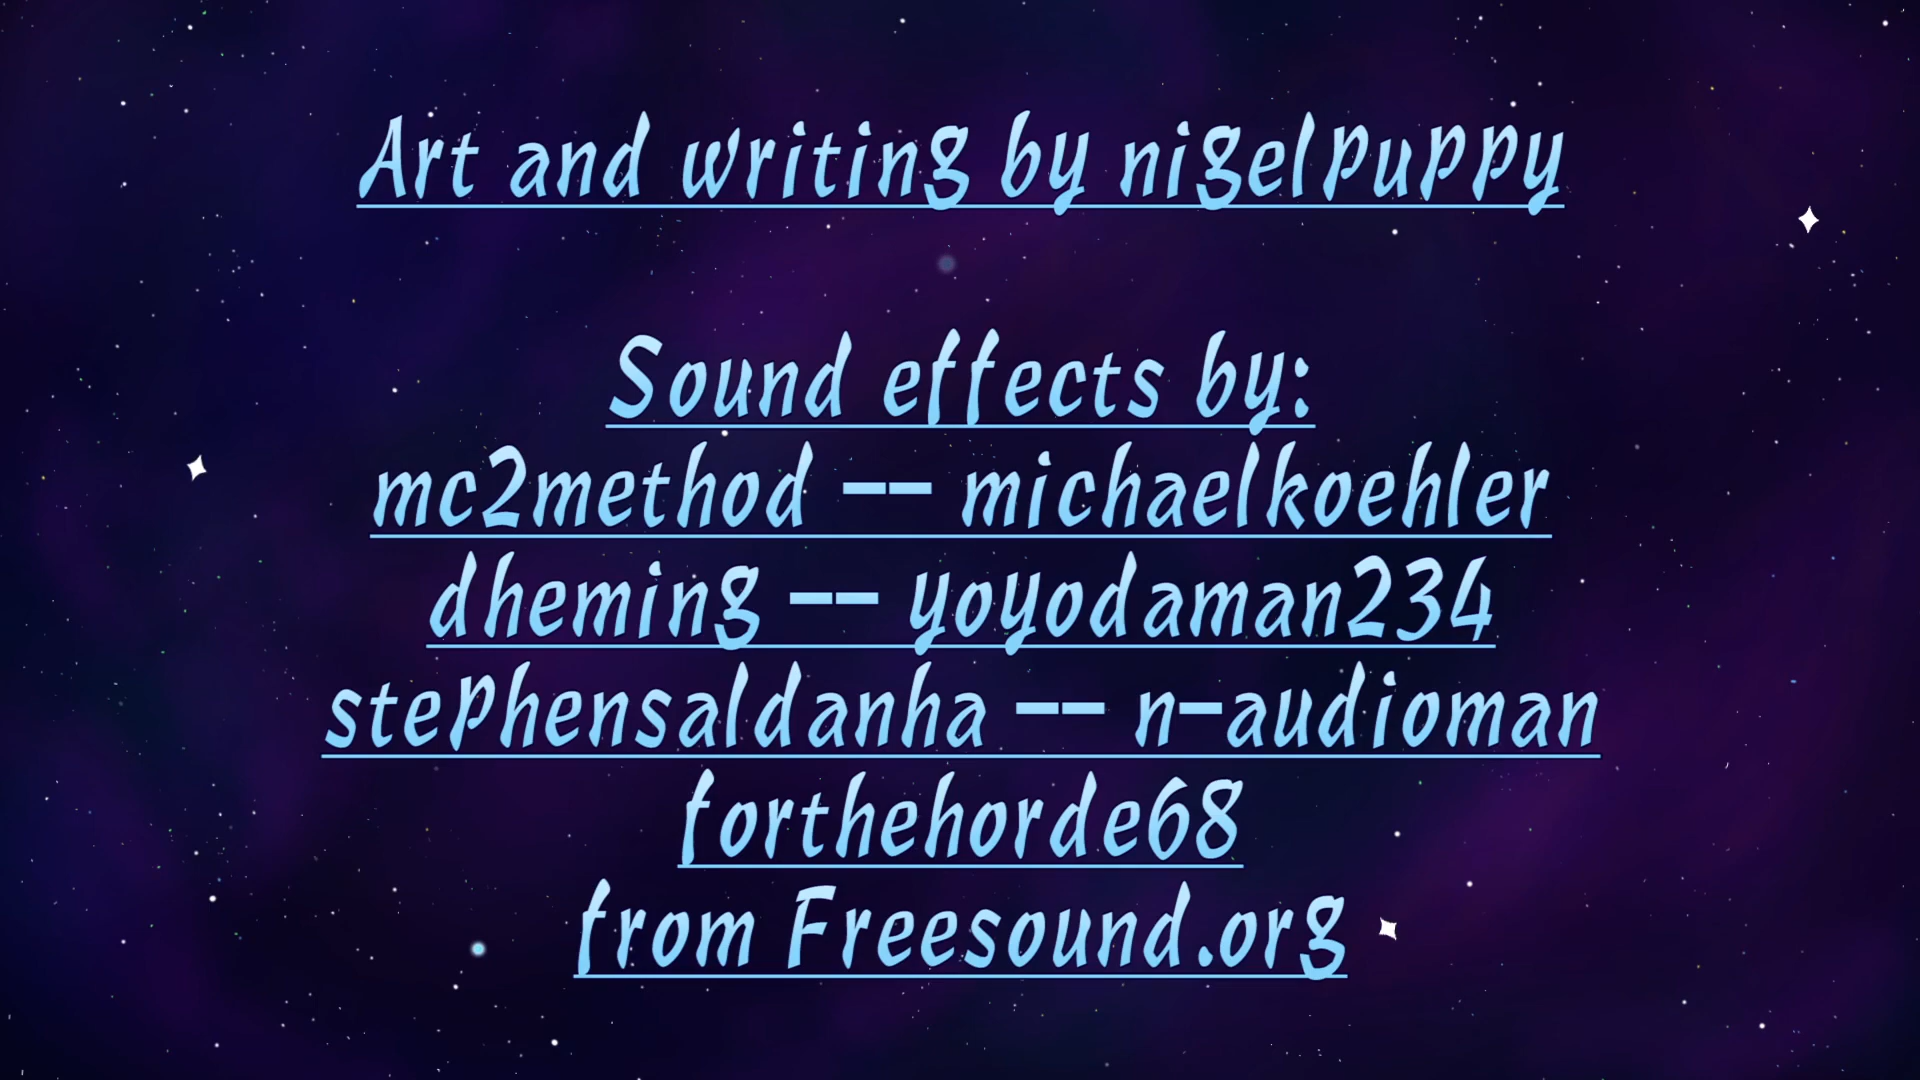 Art and writing by nigelpuppy
Sound effects by:
mc2method -- michaelkoehler
dheming -- yoyodaman234
stephensaldanha -- n-audioman
forthehorde68
from Freesound.org